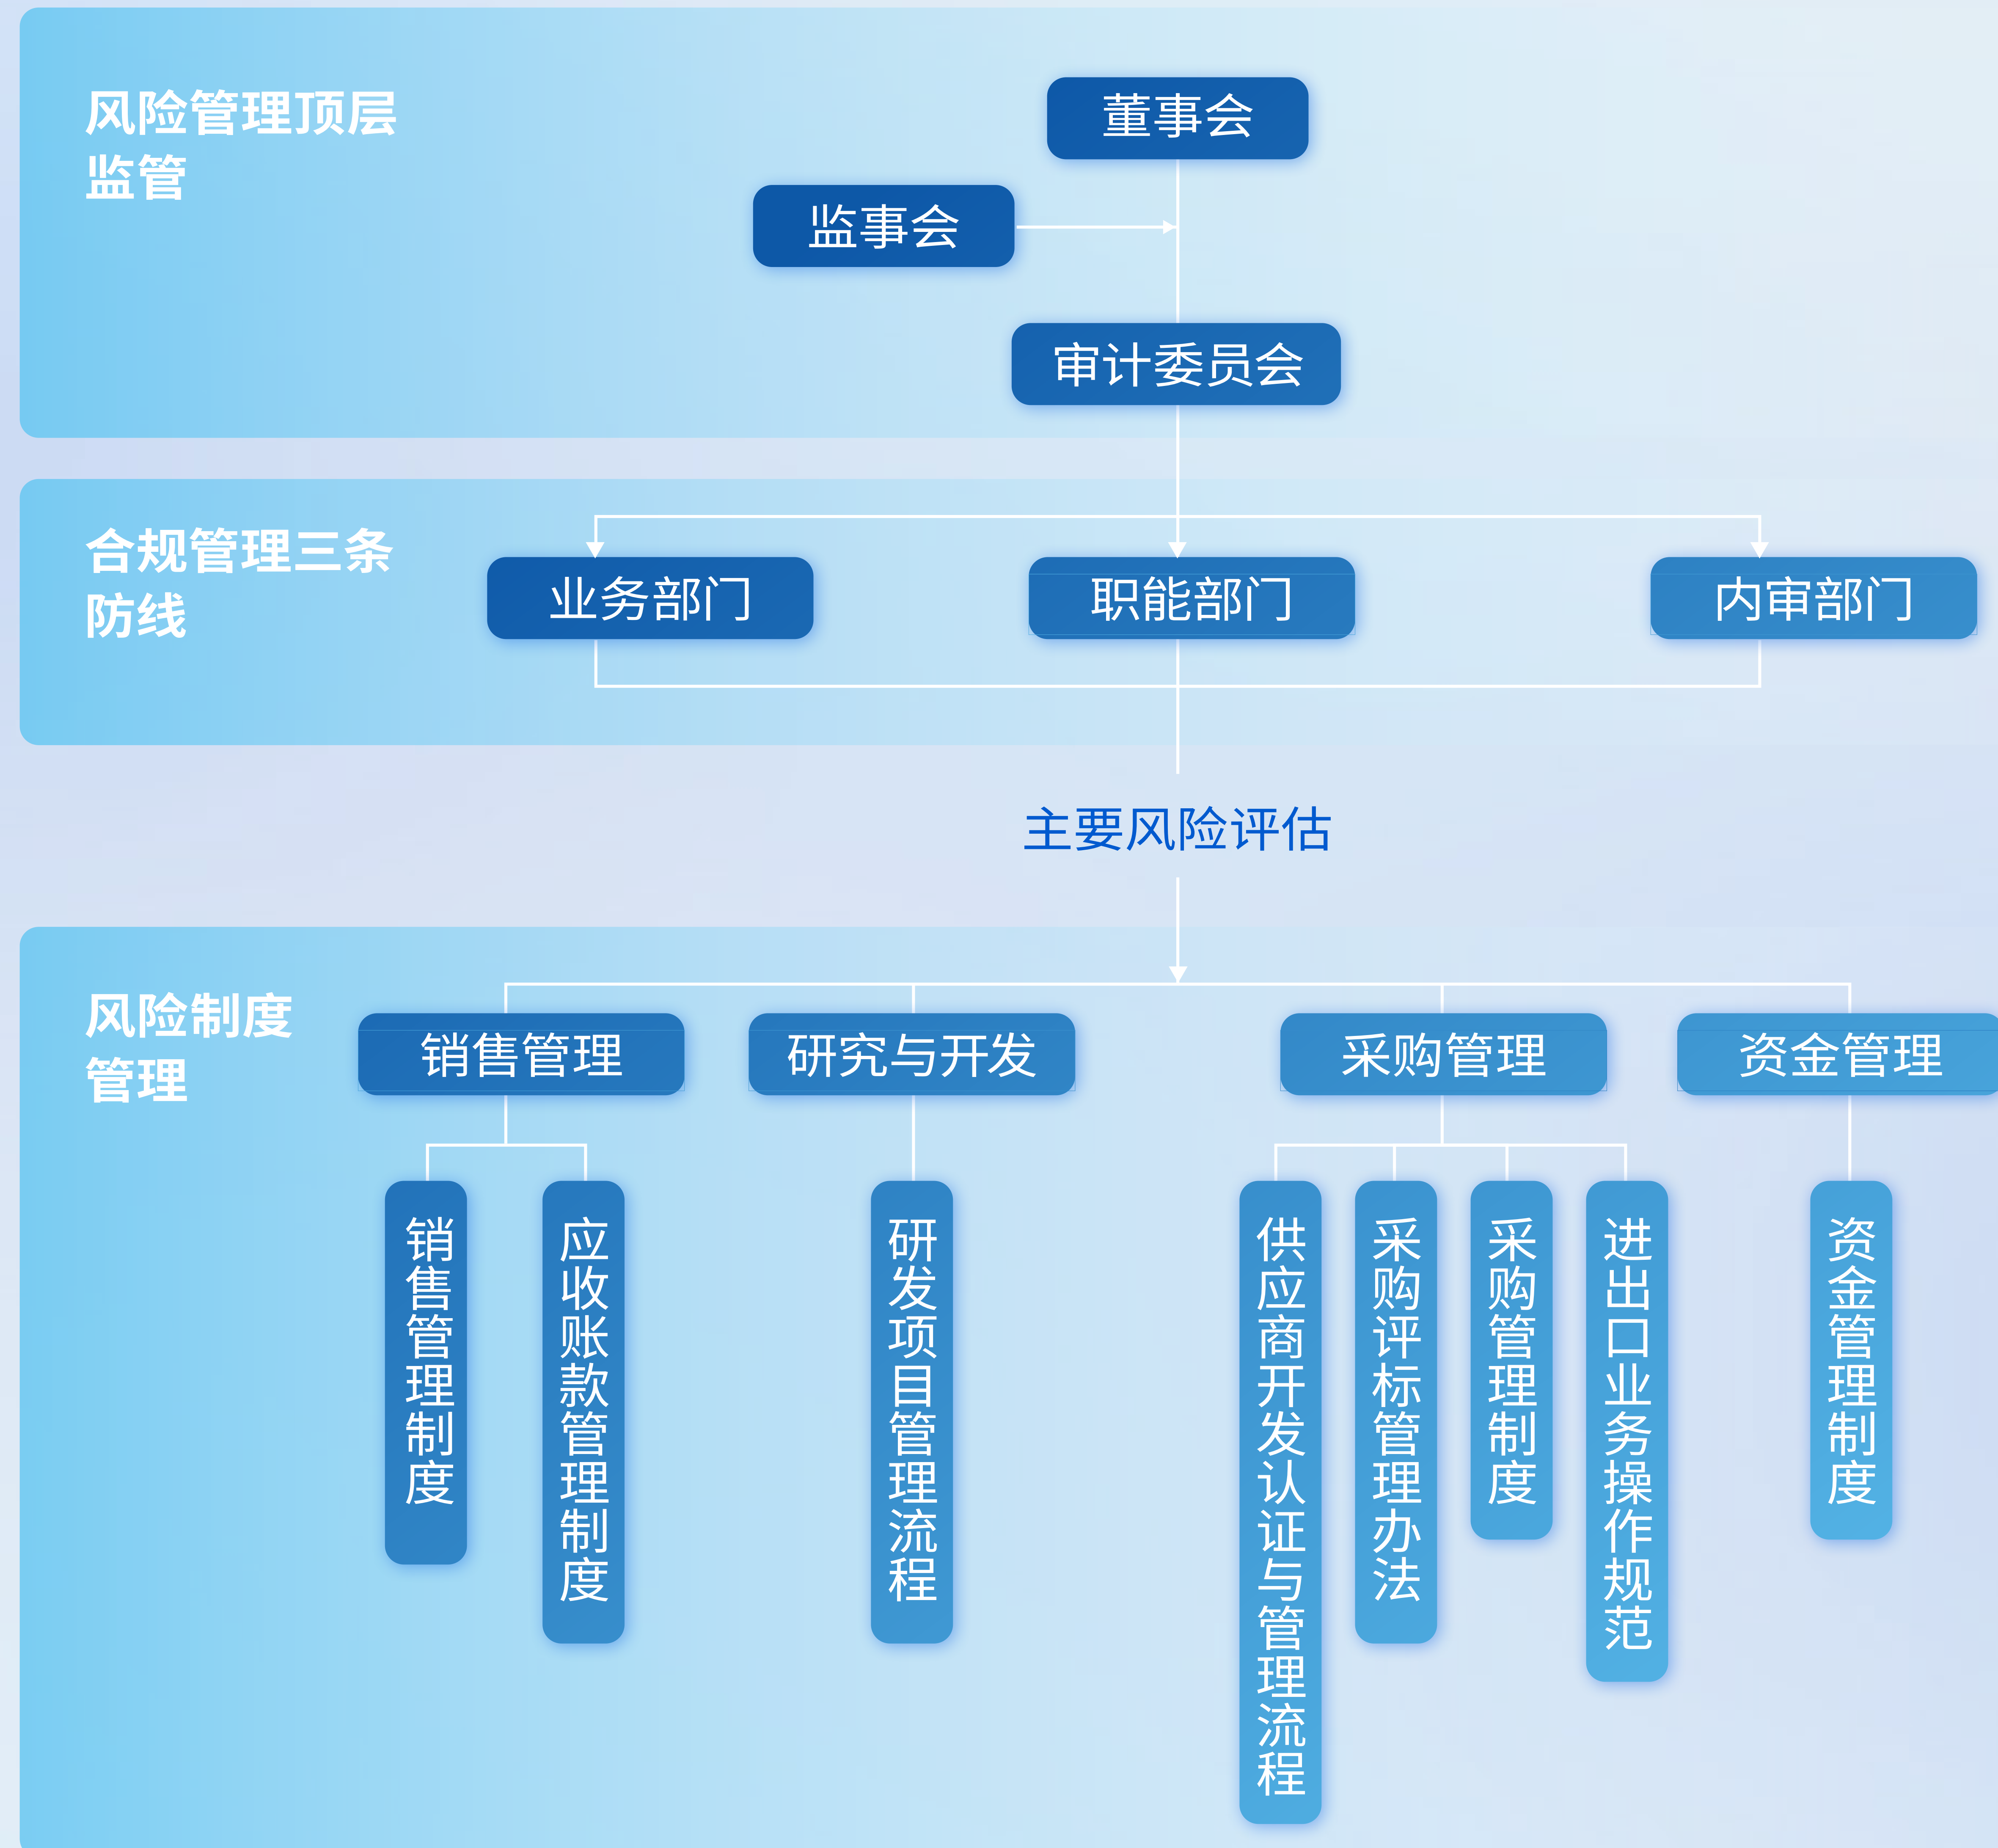 风险管理顶层
监管
董事会
监事会
审计委员会
合规管理三条
防线
业务部门
职能部门
内审部门
主要风险评估
风险制度
管理
销售管理
研究与开发
采购管理
资金管理
销售管理制度
应收账款管理制度
研发项目管理流程
供应商开发认证与管理流程
采购评标管理办法
采购管理制度
进出口业务操作规范
资金管理制度